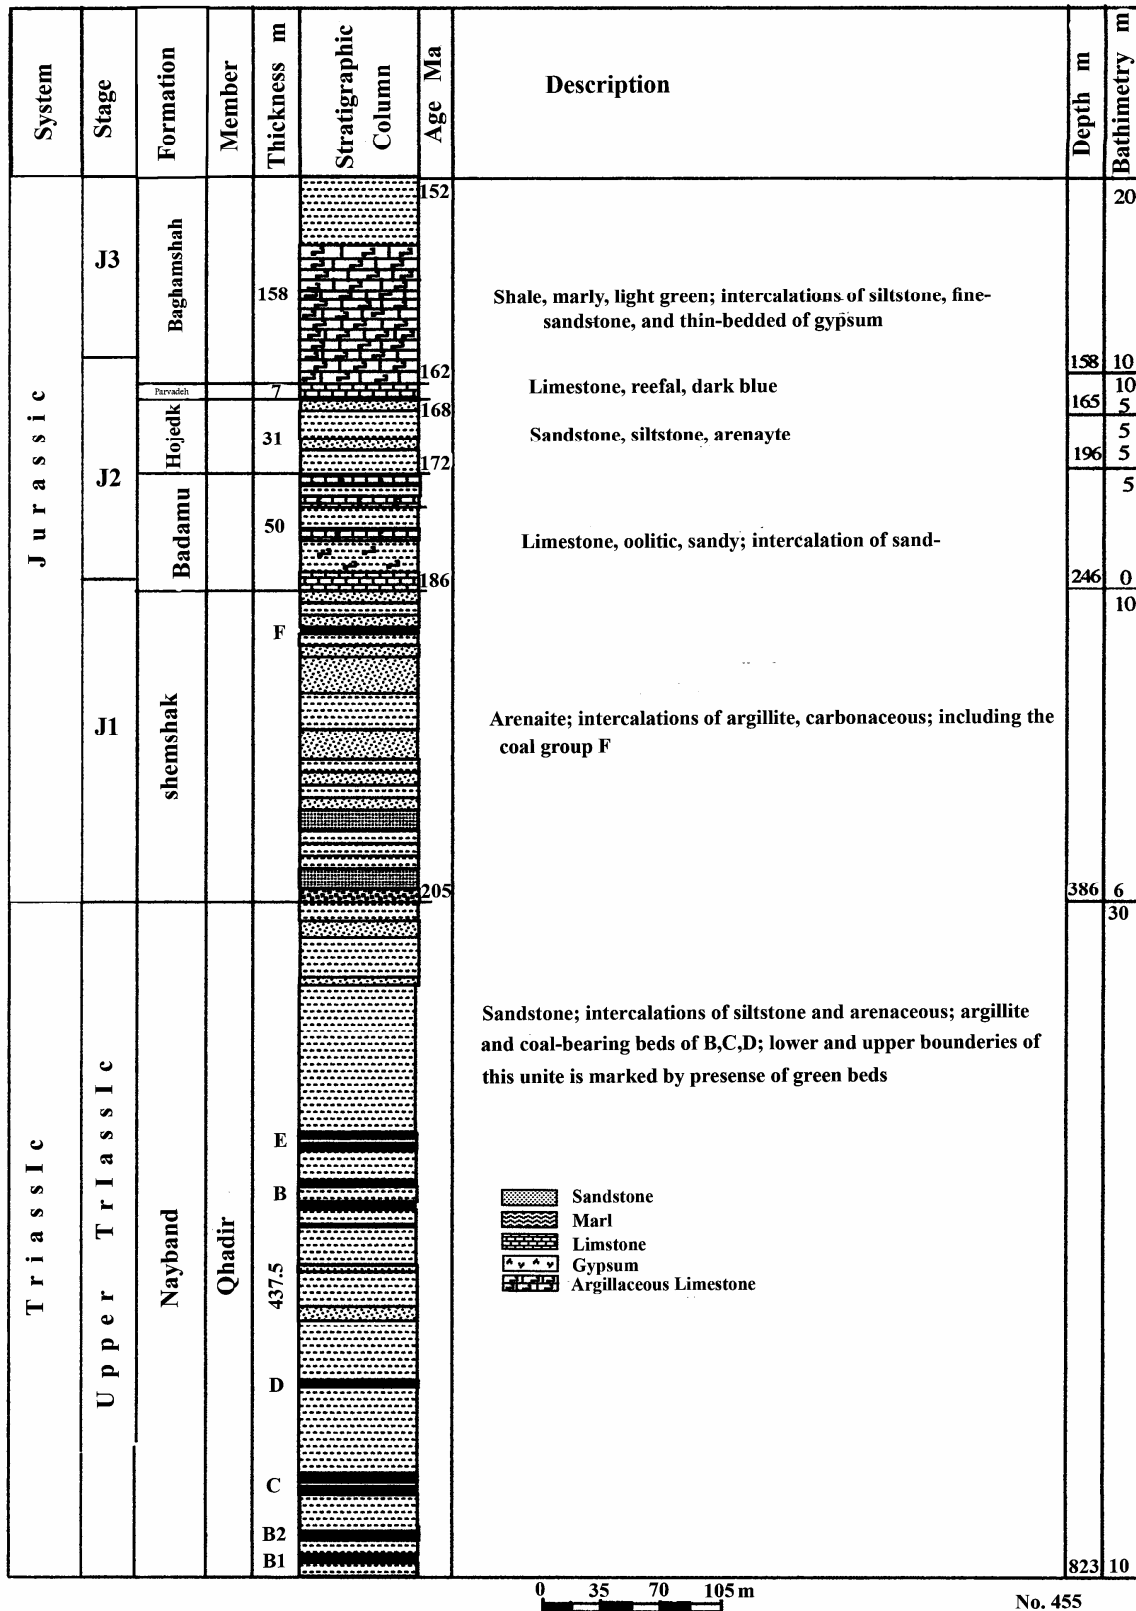 System
Stage
Formation
Member
Thickness m
Stratigraphic
Column
Age Ma
Description
Depth m
Bathimetry m
Jurassic
J3
Baghamshah
158
152
162
Shale, marly, light green; intercalations of siltstone, fine-
sandstone, and thin-bedded of gypsum
158
20
10
Parvadeh
7
168
Limestone, reefal, dark blue
165
10
5
J2
Hojedk
31
172
Sandstone, siltstone, arenayte
196
5
5
Badamu
50
186
Limestone, oolitic, sandy; intercalation of sand-
246
5
0
J1
shemshak
F
205
Arenaite; intercalations of argillite, carbonaceous; including the
coal group F
386
10
6
TriassIc
Upper TrIassIc
Nayband
Qhadir
437.5
E
B
D
C
B2
B1
Sandstone; intercalations of siltstone and arenaceous; argillite
and coal-bearing beds of B,C,D; lower and upper bounderies of
this unite is marked by presense of green beds
30
823
10
Sandstone
Marl
Limstone
Gypsum
Argillaceous Limestone
0 35 70 105 m
No. 455